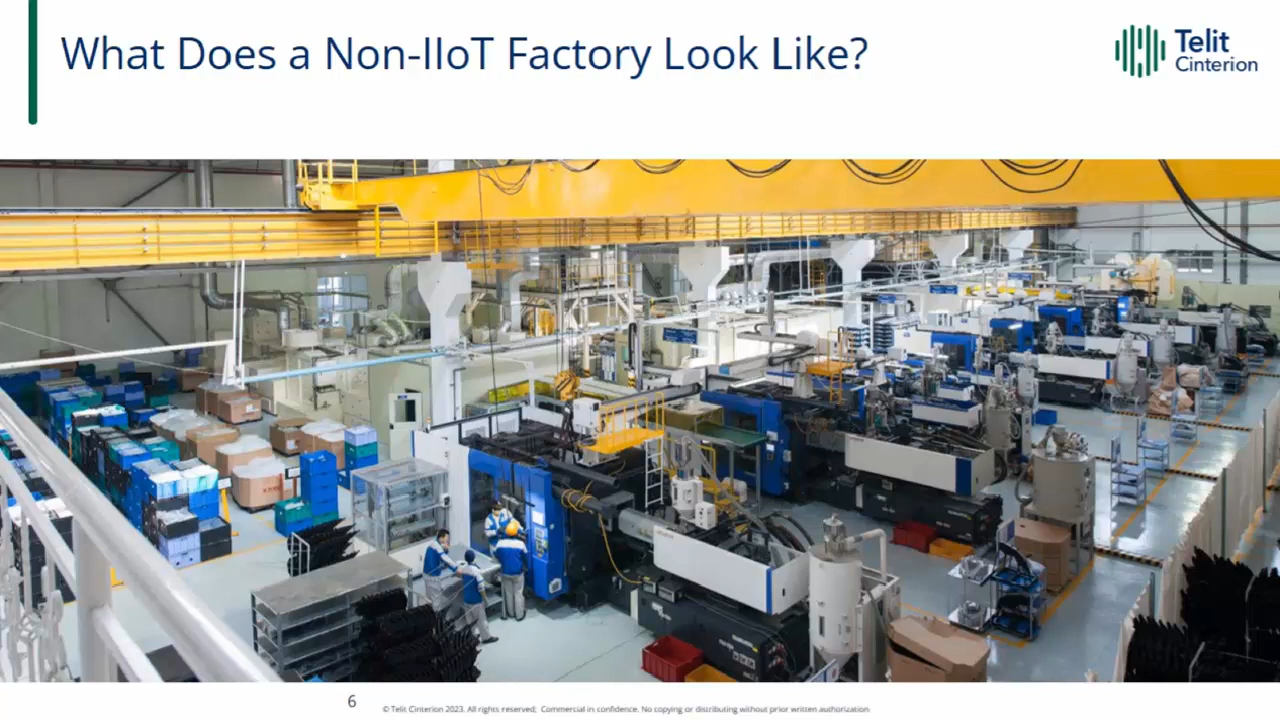 What Does a Non-IIoT Factory Look Like?
Telit
Cinterion
6
© Telit Cinterion 2023. All rights reserved; Commercial in confidence. No copying or distributing without prior written authorization.